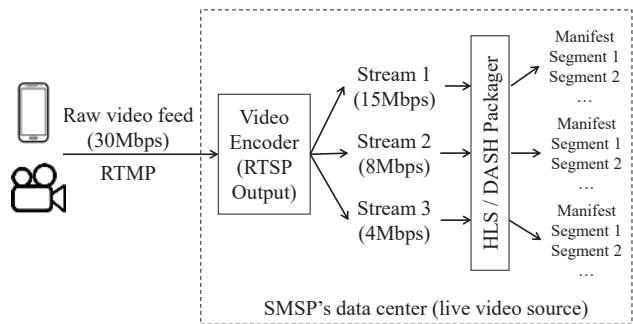 Raw video feed
(30Mbps)
RTMP
Video
Encoder
(RTSP
Output)
Stream 1
(15Mbps)
Stream 2
(8Mbps)
Stream 3
(4Mbps)
HLS / DASH Packager
Manifest
Segment 1
Segment 2
…
Manifest
Segment 1
Segment 2
…
Manifest
Segment 1
Segment 2
…
SMSP's data center (live video source)